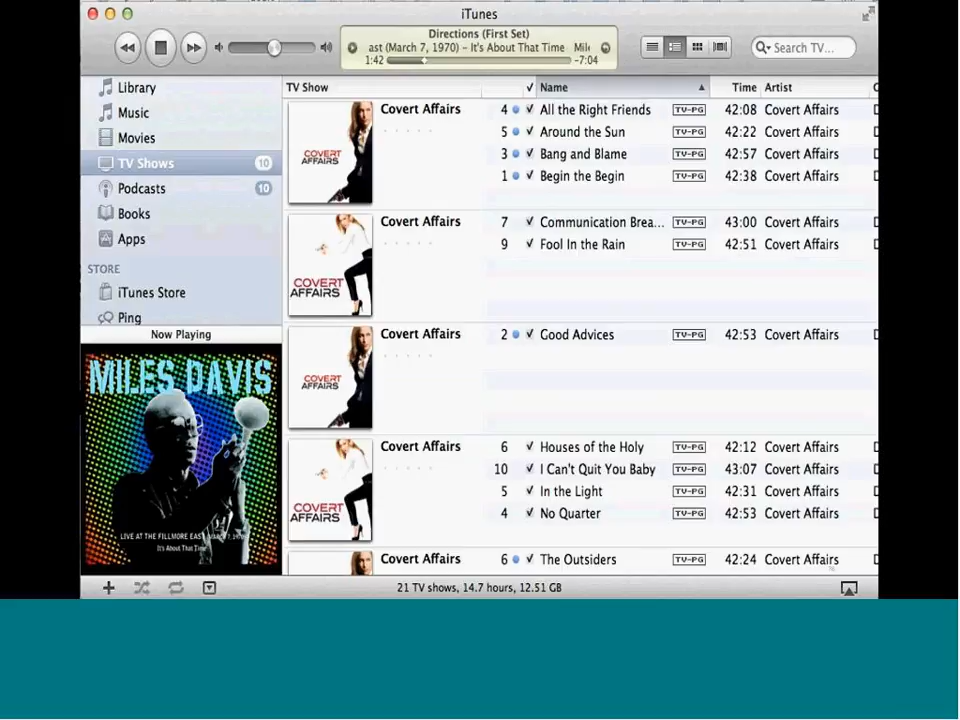 iTunes
Directions (First Set)
ast (March 7, 1970) – It's About That Time Mil
1:42 -7:04
Search TV...
Library
Music
Movies
TV Shows 10
Podcasts 10
Books
Apps
STORE
iTunes Store
Ping
Now Playing
MILES DAVIS
LIVE AT THE FILLMORE EAST (MARCH 7, 1970)
It's About That Time
TV Show ✓ Name Time Artist
Covert Affairs 4 ✓ All the Right Friends TV-PG 42:08 Covert Affairs
COVERT AFFAIRS 5 ✓ Around the Sun TV-PG 42:22 Covert Affairs
3 ✓ Bang and Blame TV-PG 42:57 Covert Affairs
1 ✓ Begin the Begin TV-PG 42:38 Covert Affairs
Covert Affairs 7 ✓ Communication Brea... TV-PG 43:00 Covert Affairs
COVERT AFFAIRS 9 ✓ Fool In the Rain TV-PG 42:51 Covert Affairs
Covert Affairs 2 ✓ Good Advices TV-PG 42:53 Covert Affairs
COVERT AFFAIRS
Covert Affairs 6 ✓ Houses of the Holy TV-PG 42:12 Covert Affairs
10 ✓ I Can't Quit You Baby TV-PG 43:07 Covert Affairs
5 ✓ In the Light TV-PG 42:31 Covert Affairs
COVERT AFFAIRS 4 ✓ No Quarter TV-PG 42:53 Covert Affairs
Covert Affairs 6 ✓ The Outsiders TV-PG 42:24 Covert Affairs
21 TV shows, 14.7 hours, 12.51 GB